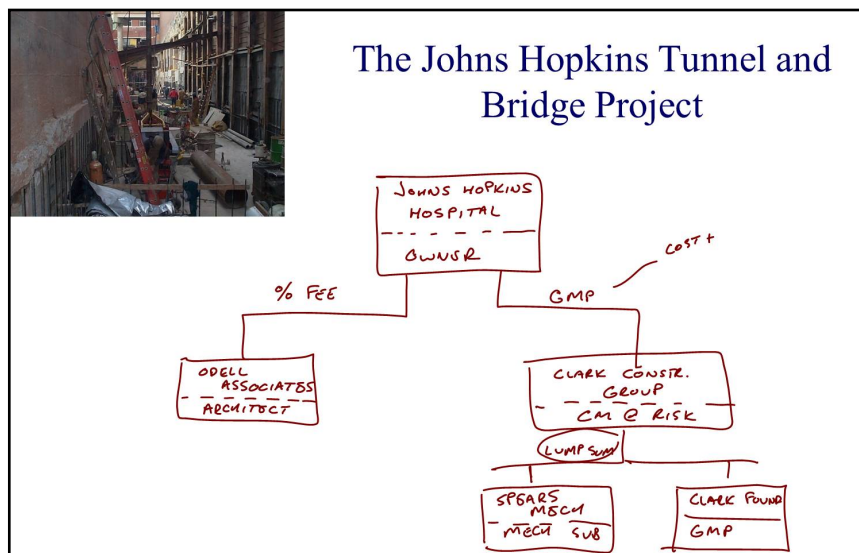 The Johns Hopkins Tunnel and
Bridge Project
JOHNS HOPKINS
HOSPITAL
OWNER
COST +
% FEE
GMP
ODELL
ASSOCIATES
ARCHITECT
CLARK CONSTR.
GROUP
CM @ RISK
LUMP SUM
SPEARS
MECH
MECH SUB
CLARK FOUND
GMP